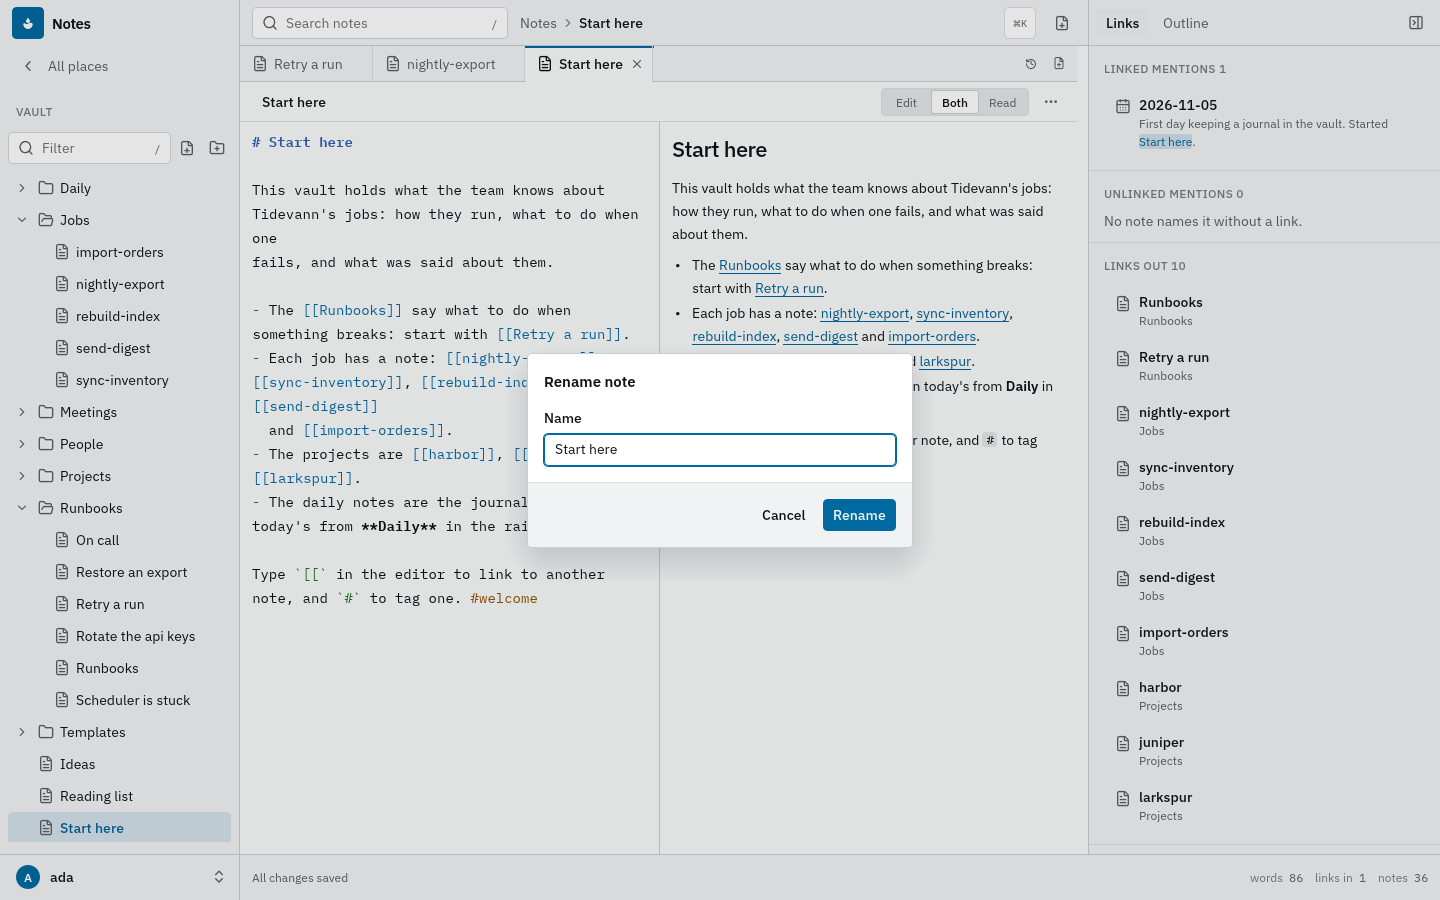 Notes
All places
VAULT
Filter /
Daily
Jobs
import-orders
nightly-export
rebuild-index
send-digest
sync-inventory
Meetings
People
Projects
Runbooks
On call
Restore an export
Retry a run
Rotate the api keys
Runbooks
Scheduler is stuck
Templates
Ideas
Reading list
Start here
A ada
Search notes /
Notes > Start here
⌘K
Retry a run
nightly-export
Start here
Start here
Edit Both Read
# Start here
This vault holds what the team knows about
Tidevann's jobs: how they run, what to do when
one
fails, and what was said about them.
- The [[Runbooks]] say what to do when
something breaks: start with [[Retry a run]].
- Each job has a note: [[nightly-
[[sync-inventory]], [[rebuild-ind
[[send-digest]]
and [[import-orders]].
- The projects are [[harbor]], [[
[[larkspur]].
- The daily notes are the journal
today's from **Daily** in the rai
Type `[[` in the editor to link to another
note, and `#` to tag one. #welcome
Start here
This vault holds what the team knows about Tidevann's jobs:
how they run, what to do when one fails, and what was said
about them.
• The Runbooks say what to do when something breaks:
start with Retry a run.
• Each job has a note: nightly-export, sync-inventory,
rebuild-index, send-digest and import-orders.
larkspur.
n today's from Daily in
r note, and # to tag
Rename note
Name
Start here
Cancel
Rename
Links
Outline
LINKED MENTIONS 1
2026-11-05
First day keeping a journal in the vault. Started
Start here.
UNLINKED MENTIONS 0
No note names it without a link.
LINKS OUT 10
Runbooks
Runbooks
Retry a run
Runbooks
nightly-export
Jobs
sync-inventory
Jobs
rebuild-index
Jobs
send-digest
Jobs
import-orders
Jobs
harbor
Projects
juniper
Projects
larkspur
Projects
All changes saved
words 86 links in 1 notes 36